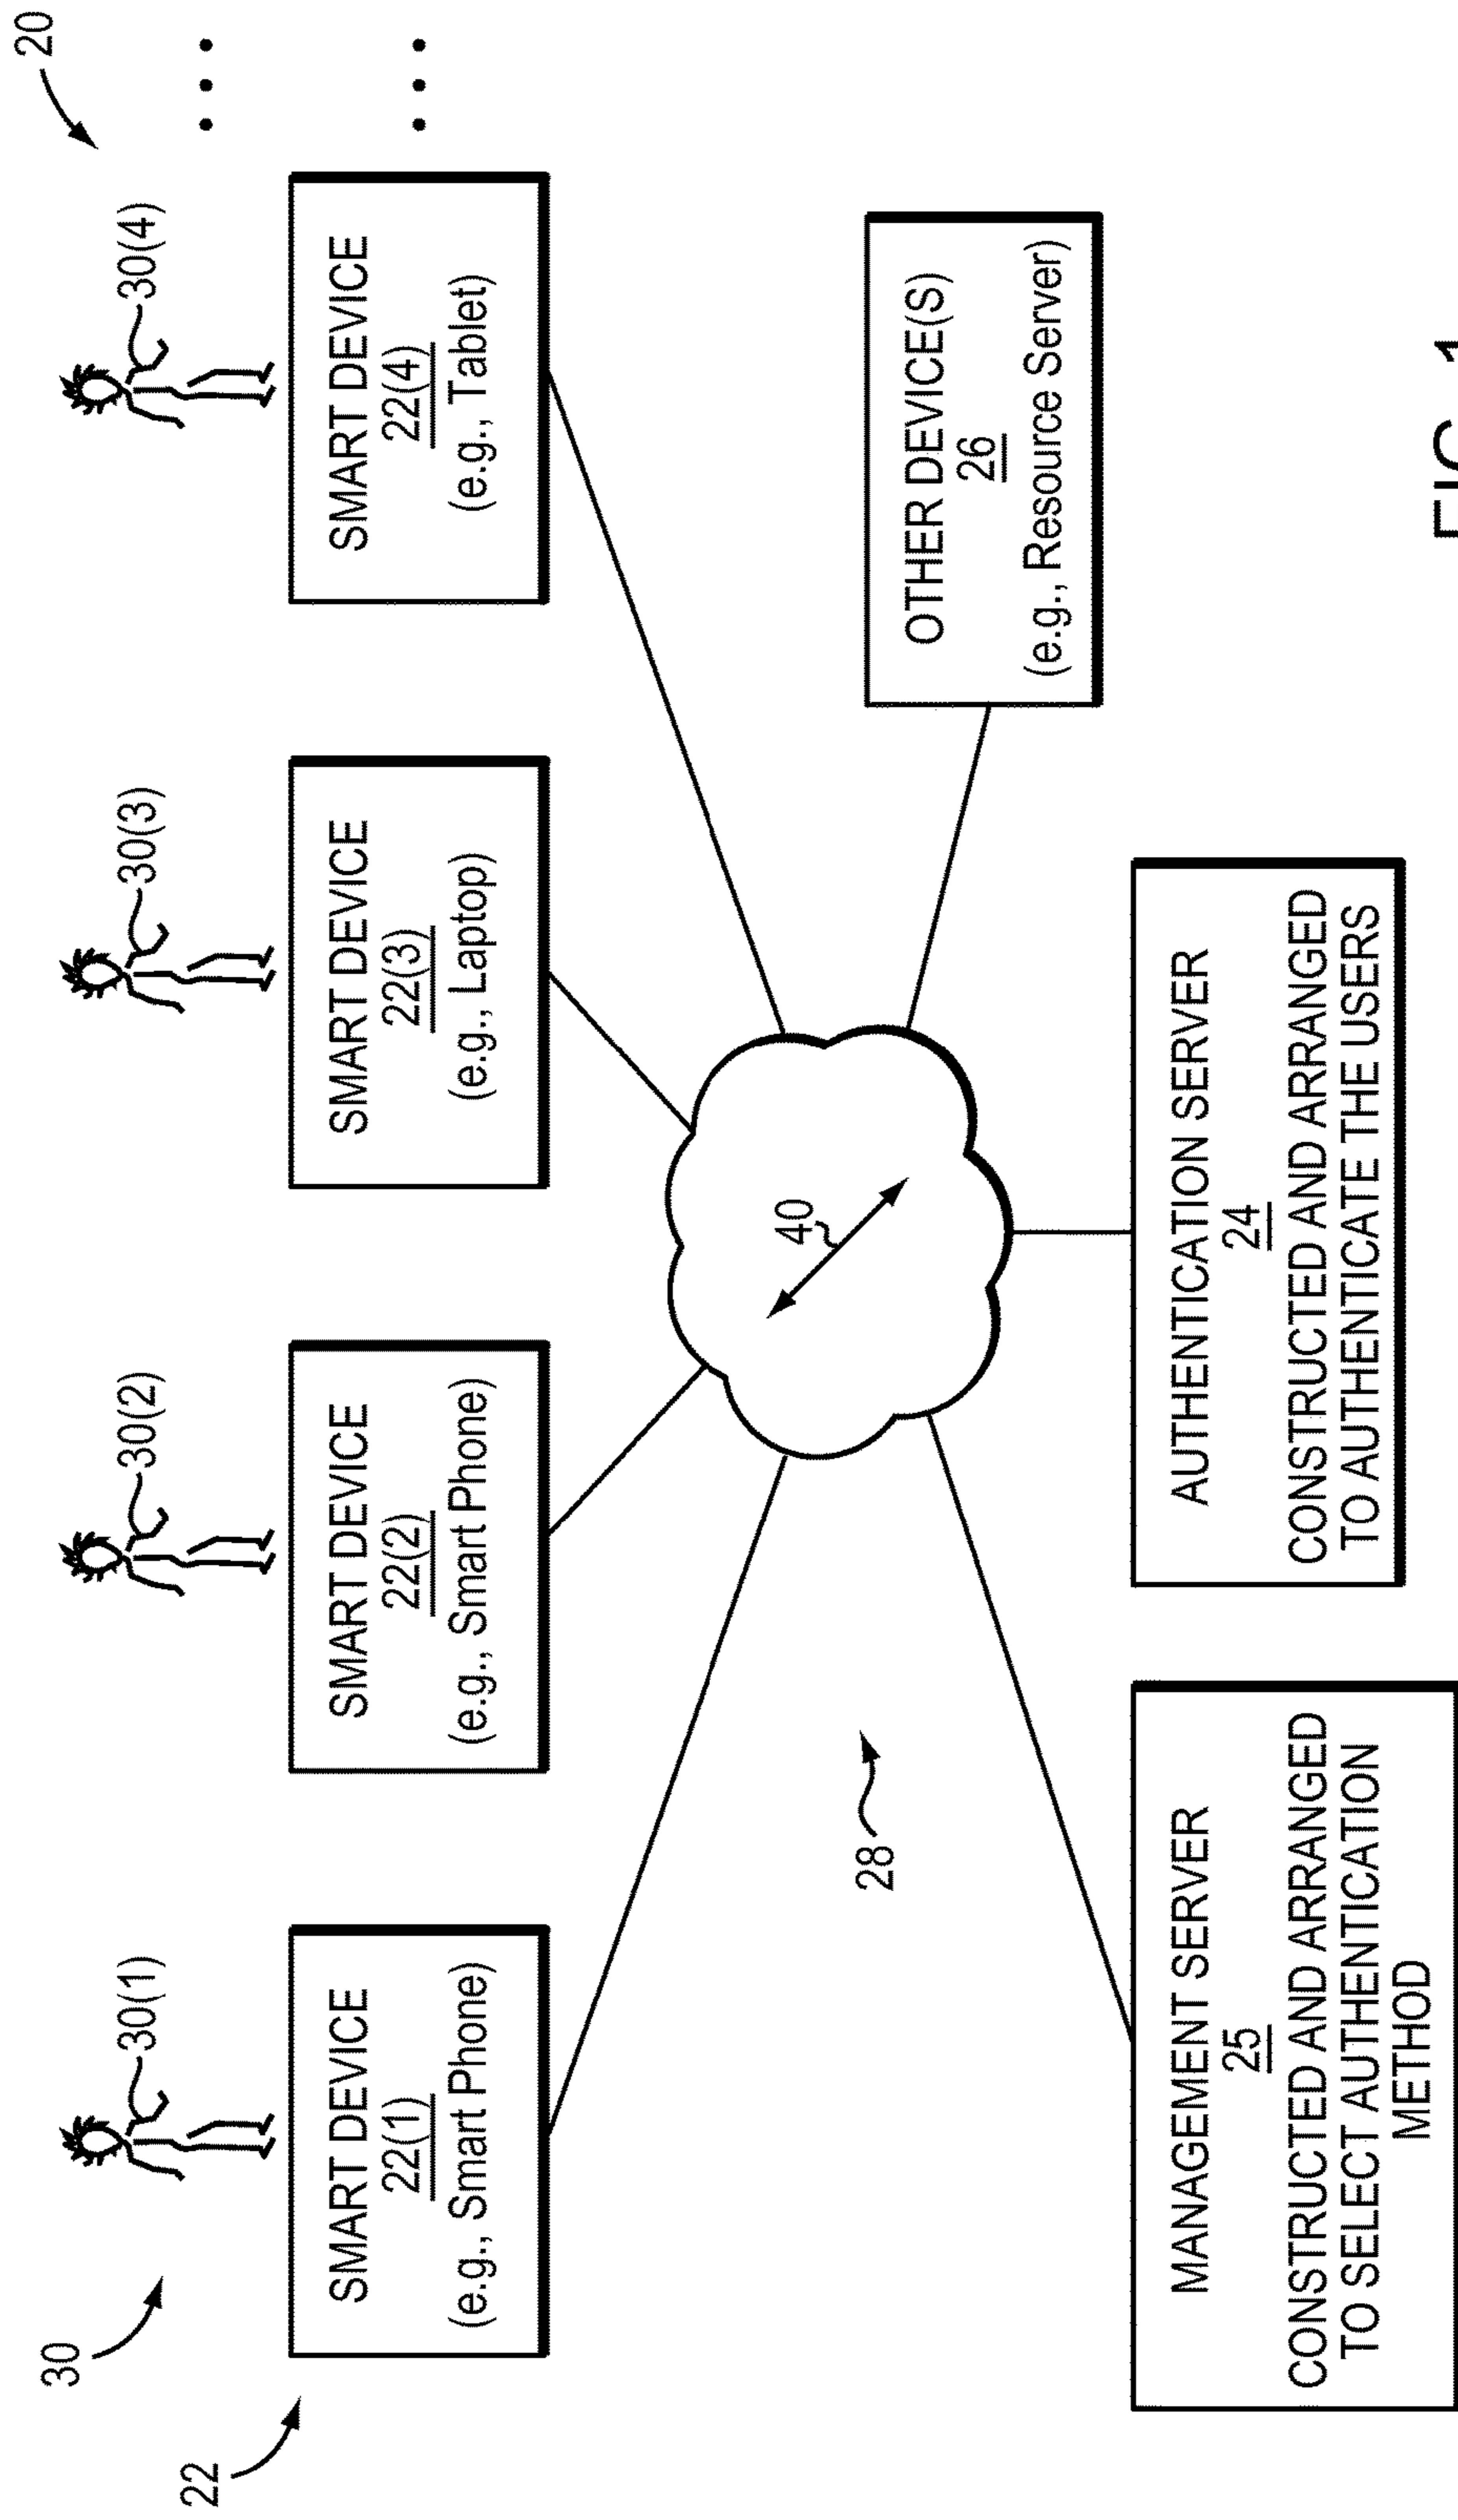 20
30
30(1)
30(2)
30(3)
30(4)
22
SMART DEVICE
22(1)
(e.g., Smart Phone)
SMART DEVICE
22(2)
(e.g., Smart Phone)
SMART DEVICE
22(3)
(e.g., Laptop)
SMART DEVICE
22(4)
(e.g., Tablet)
40
28
OTHER DEVICE(S)
26
(e.g., Resource Server)
MANAGEMENT SERVER
25
CONSTRUCTED AND ARRANGED
TO SELECT AUTHENTICATION
METHOD
AUTHENTICATION SERVER
24
CONSTRUCTED AND ARRANGED
TO AUTHENTICATE THE USERS
FIG. 1